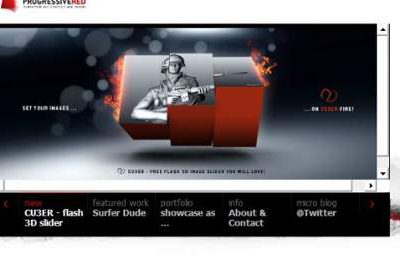 PROGRESSIVERED
SET YOUR IMAGES ...
... ON CU3ER FIRE!
CU3ER - FREE FLASH 3D IMAGE SLIDER YOU WILL LOVE!
new
CU3ER - flash
3D slider
featured work
Surfer Dude
portfolio
showcase as
...
info
About &
Contact
micro blog
@Twitter